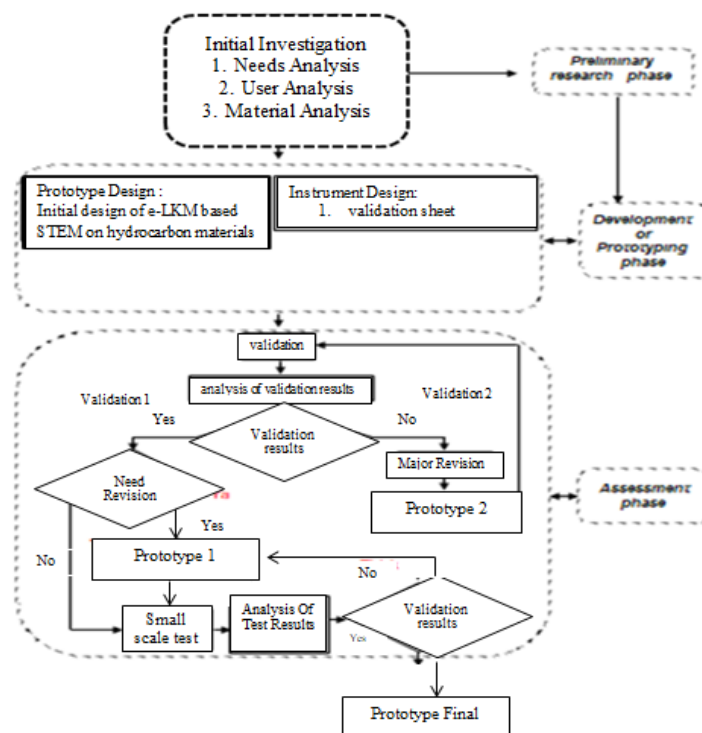 Initial Investigation
1. Needs Analysis
2. User Analysis
3. Material Analysis
Preliminary
research phase
Prototype Design :
Initial design of e-LKM based
STEM on hydrocarbon materials
Instrument Design:
1. validation sheet
Development
or
Prototyping
phase
validation
analysis of validation results
Validation 1
Validation 2
Yes
No
Validation
results
Need
Revision
Major Revision
Prototype 2
Assessment
phase
Yes
No
Prototype 1
No
Small
scale test
Analysis Of
Test Results
Validation
results
Yes
Prototype Final